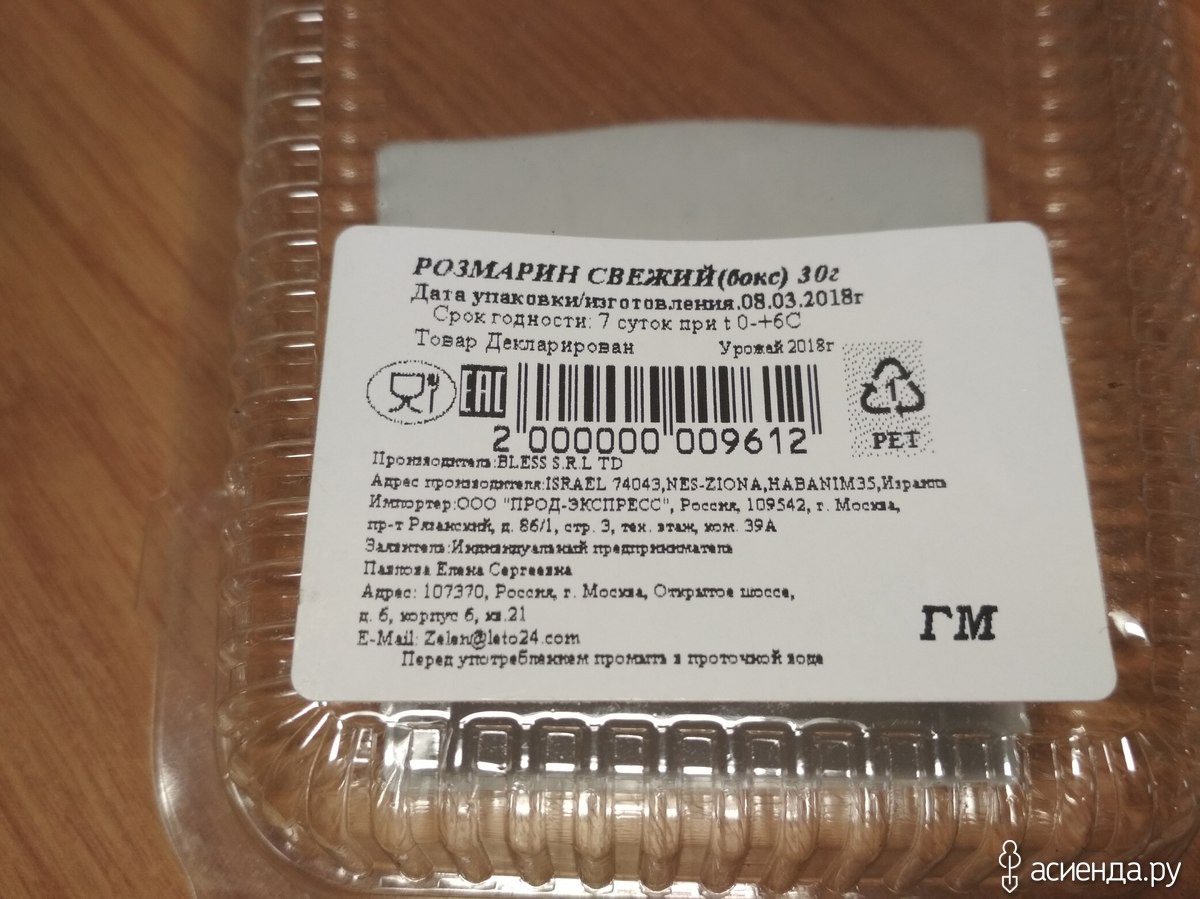 РОЗМАРИН СВЕЖИЙ(бокс) 30г
Дата упаковки/изготовления.08.03.2018г
Срок годности: 7 суток при t 0-+6С
Товар Декларирован Урожай 2018г
EAC
1
PET
2 000000 009612
Производитель:BLESS S.R.L TD
Адрес производителя:ISRAEL 74043,NES-ZIONA,HABANIM35,Израиль
Импортер:ООО "ПРОД-ЭКСПРЕСС", Россия, 109542, г. Москва,
пр-т Рязанский, д. 86/1, стр. 3, тех. этаж, ком. 39А
Заявитель:Индивидуальный предприниматель
Павлова Елена Сергеевна
Адрес: 107370, Россия, г. Москва, Открытое шоссе,
д. 6, корпус 6, кв.21
E-Mail: Zelen@leto24.com
Перед употреблением промыть в проточной воде
ГМ
асиенда.ру